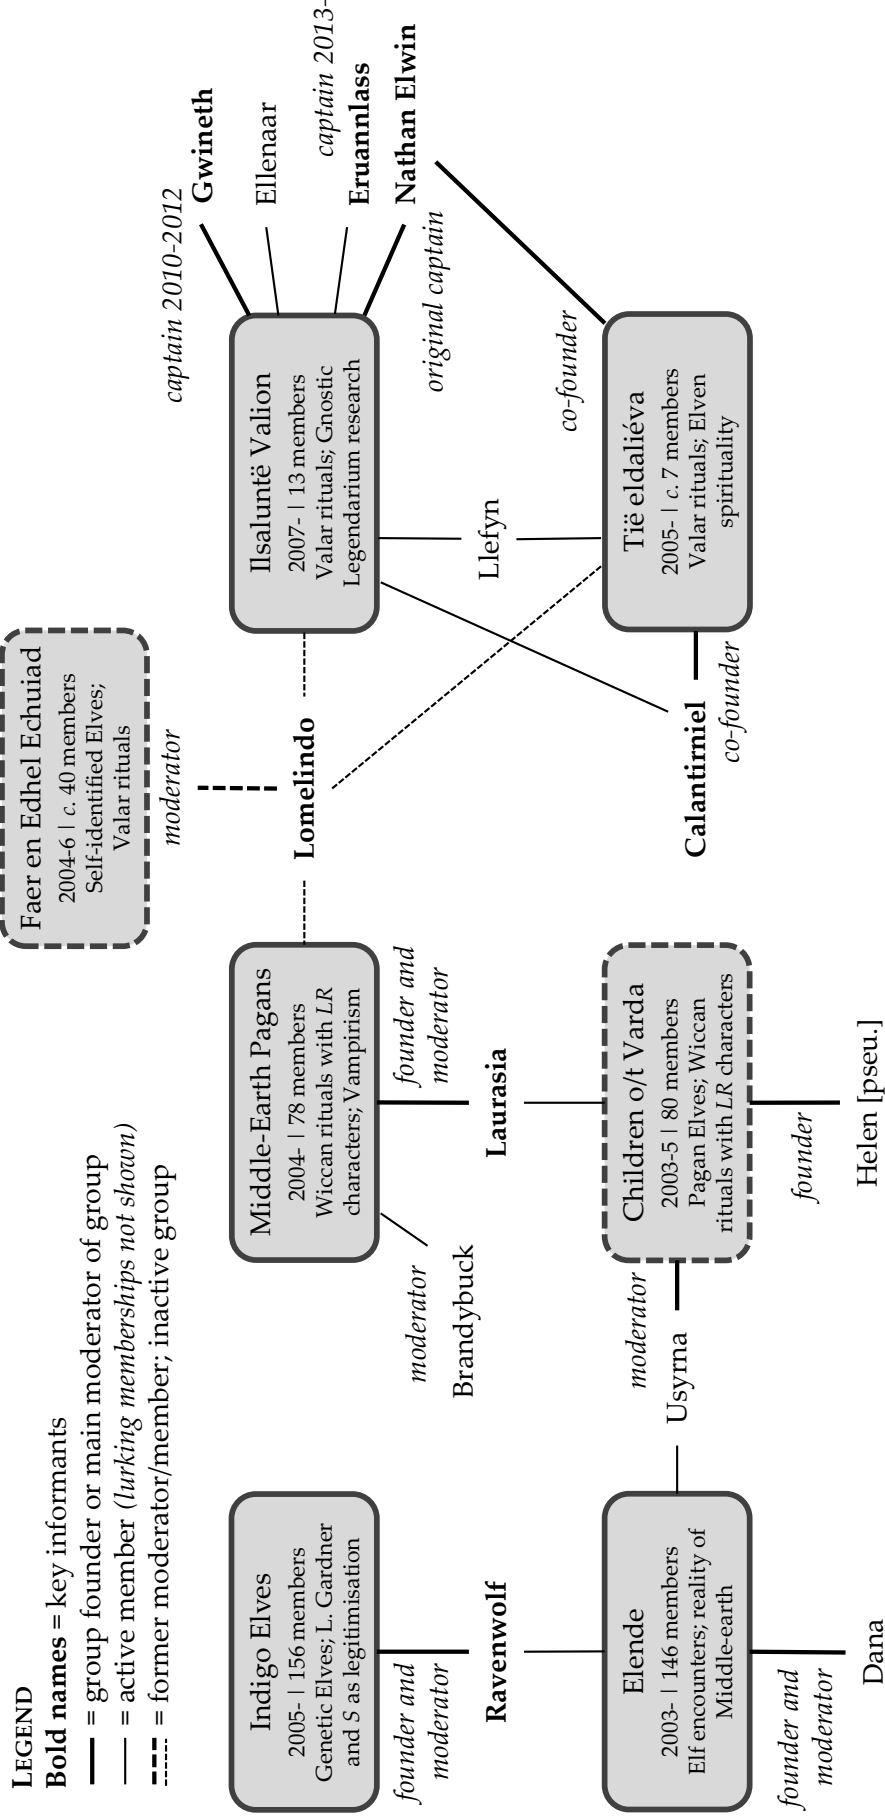 LEGEND
Bold names = key informants
= group founder or main moderator of group
= active member (lurking memberships not shown)
= former moderator/member; inactive group
Faer en Edhel Echuiad
2004-6 | c. 40 members
Self-identified Elves;
Valar rituals
moderator
Indigo Elves
2005- | 156 members
Genetic Elves; L. Gardner
and S as legitimisation
founder and
moderator
Ravenwolf
Middle-Earth Pagans
2004- | 78 members
Wiccan rituals with LR
characters; Vampirism
moderator
Brandybuck
founder and
moderator
Laurasia
Lomelindo
Ilsaluntë Valion
2007- | 13 members
Valar rituals; Gnostic
Legendarium research
captain 2010-2012
Gwineth
Ellenaar
captain 2013-
Eruannlass
Nathan Elwin
original captain
Llefyn
Elende
2003- | 146 members
Elf encounters; reality of
Middle-earth
founder and
moderator
Dana
moderator
Usyrna
Children o/t Varda
2003-5 | 80 members
Pagan Elves; Wiccan
rituals with LR characters
founder
Helen [pseu.]
Calantirniel
co-founder
Tië eldaliéva
2005- | c. 7 members
Valar rituals; Elven
spirituality
co-founder